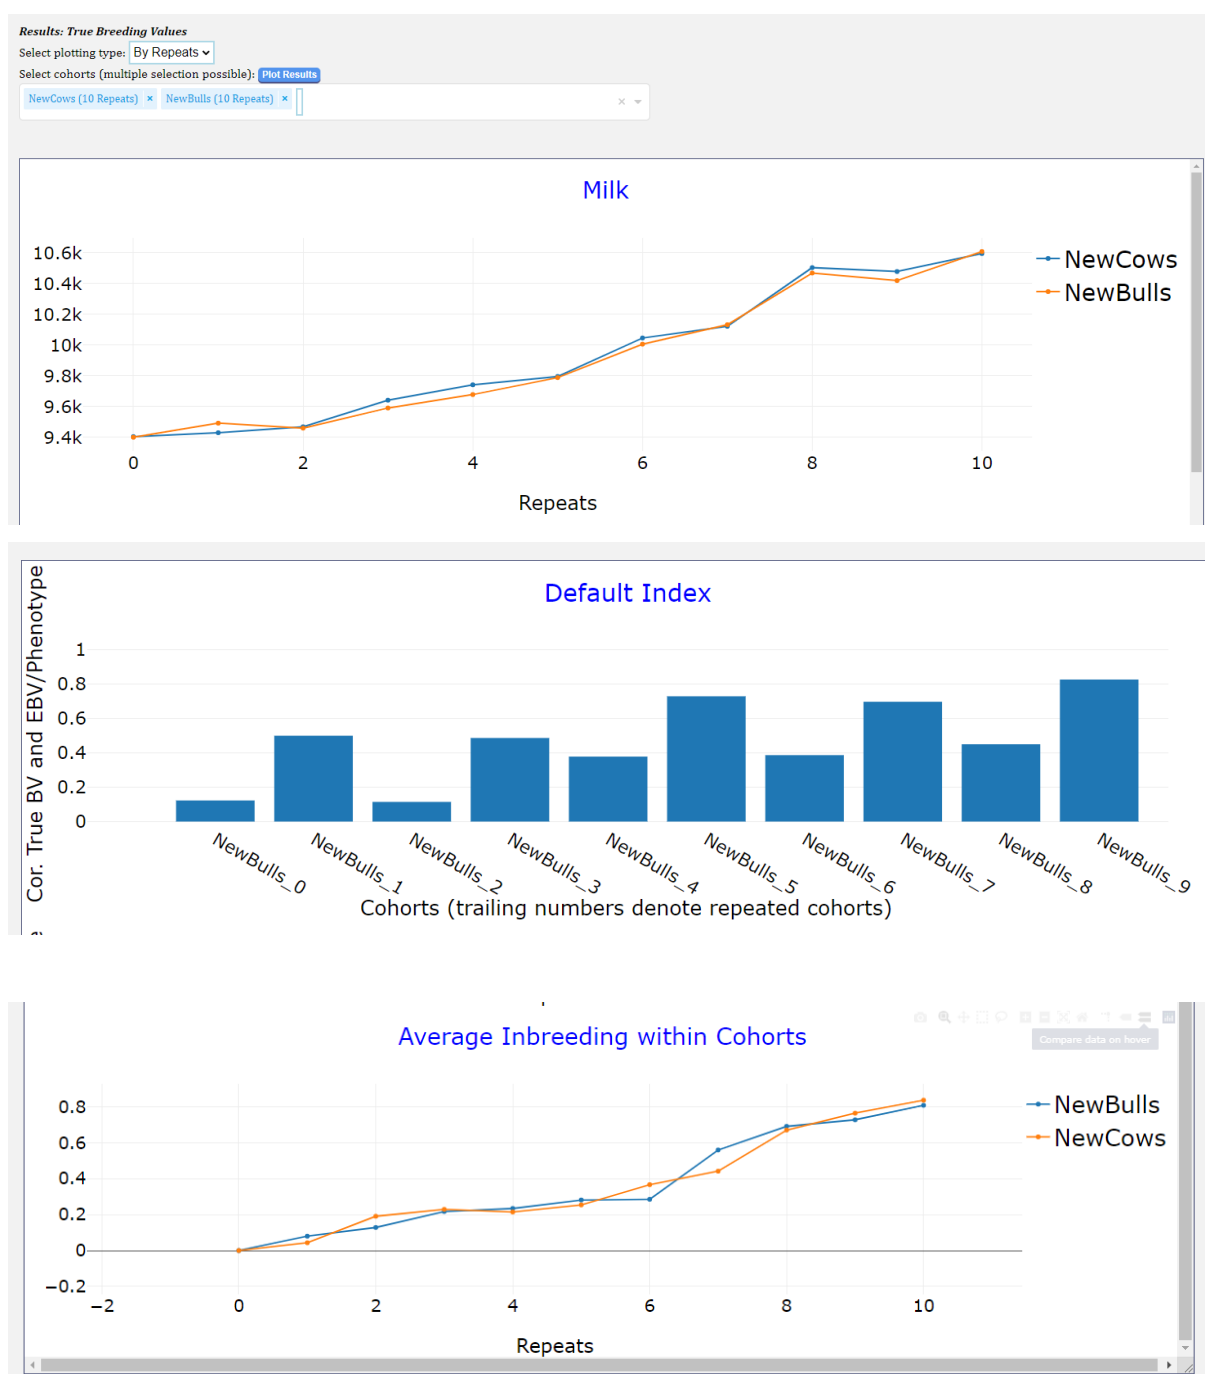 Results: True Breeding Values
Select plotting type: By Repeats
Select cohorts (multiple selection possible): Plot Results
NewCows (10 Repeats) × NewBulls (10 Repeats) ×
Milk
10.6k
10.4k
10.2k
10k
9.8k
9.6k
9.4k
0 2 4 6 8 10
Repeats
NewCows
NewBulls
Default Index
Cor. True BV and EBV/Phenotype
1
0.8
0.6
0.4
0.2
0
NewBulls_0 NewBulls_1 NewBulls_2 NewBulls_3 NewBulls_4 NewBulls_5 NewBulls_6 NewBulls_7 NewBulls_8 NewBulls_9
Cohorts (trailing numbers denote repeated cohorts)
Average Inbreeding within Cohorts
Compare data on hover
0.8
0.6
0.4
0.2
0
−0.2
−2 0 2 4 6 8 10
Repeats
NewBulls
NewCows